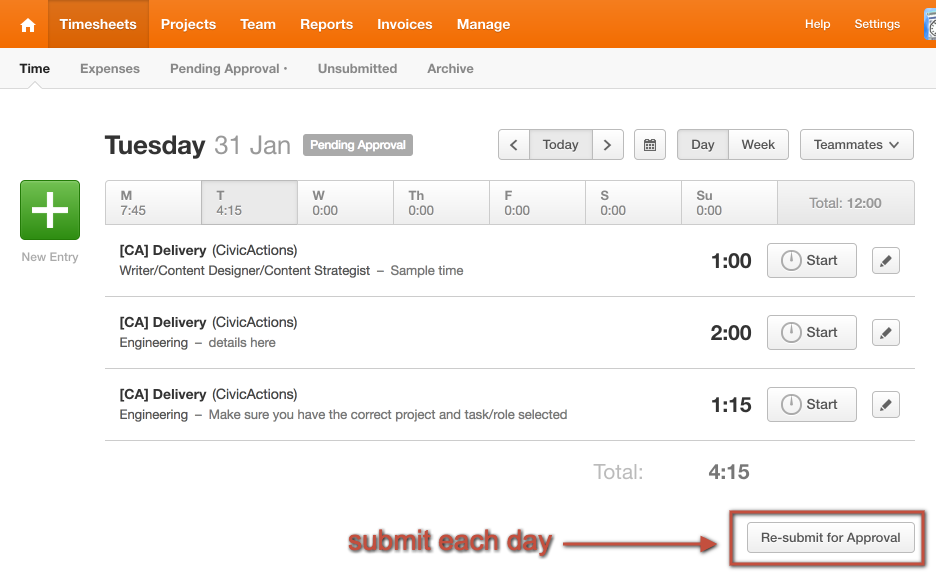 Timesheets Projects Team Reports Invoices Manage Help Settings
Time Expenses Pending Approval • Unsubmitted Archive
Tuesday 31 Jan Pending Approval Today Day Week Teammates
M T W Th F S Su
7:45 4:15 0:00 0:00 0:00 0:00 0:00 Total: 12:00
New Entry
[CA] Delivery (CivicActions)
Writer/Content Designer/Content Strategist – Sample time
1:00 Start
[CA] Delivery (CivicActions)
Engineering – details here
2:00 Start
[CA] Delivery (CivicActions)
Engineering – Make sure you have the correct project and task/role selected
1:15 Start
Total: 4:15
submit each day Re-submit for Approval